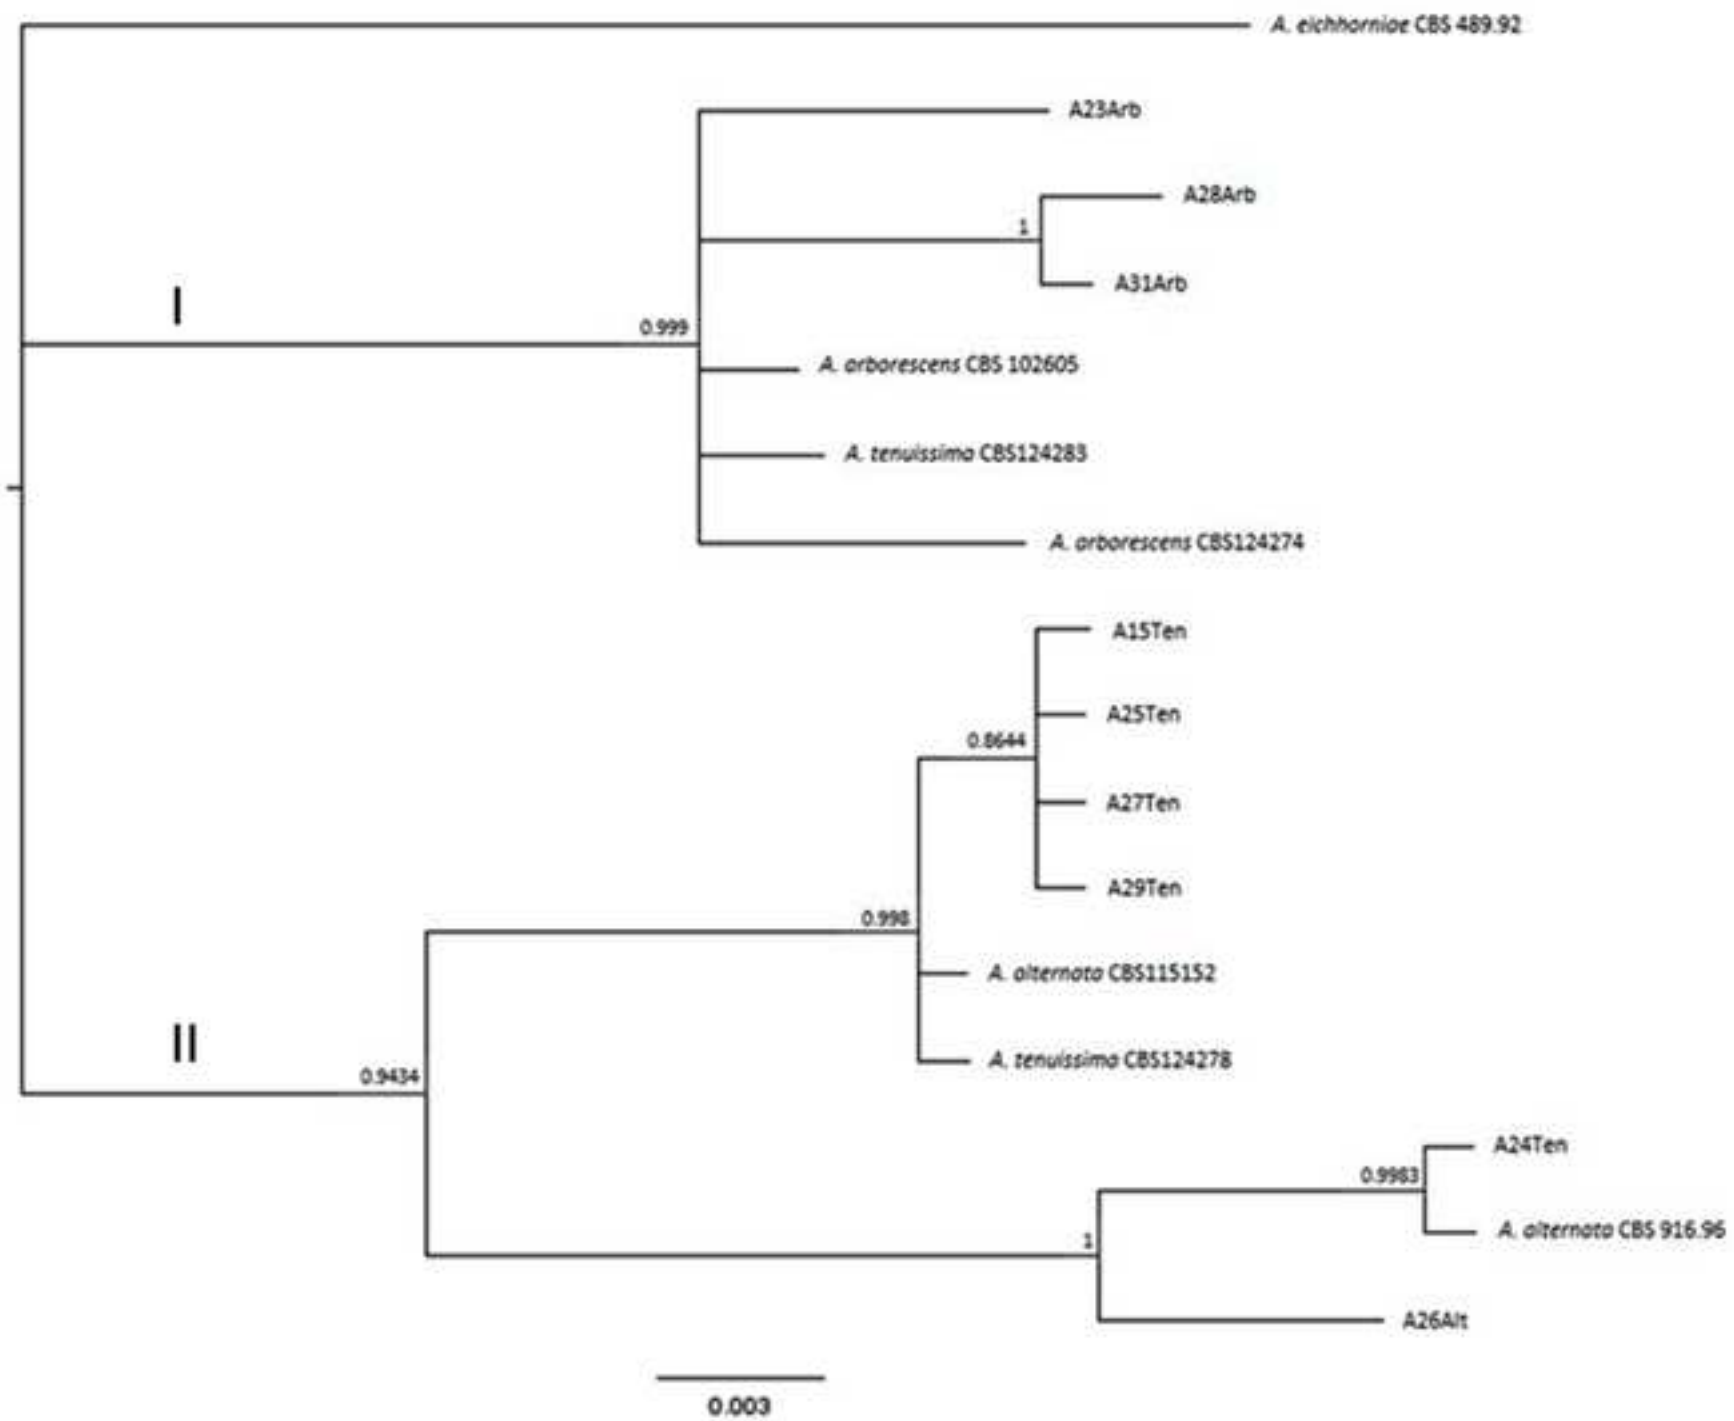 A. eichhorniae CBS 489.92
A23Arb
A28Arb
1
A31Arb
I
0.999
A. arborescens CBS 102605
A. tenuissima CBS124283
A. arborescens CBS124274
A15Ten
A25Ten
0.8644
A27Ten
A29Ten
0.998
A. alternata CBS115152
II
A. tenuissima CBS124278
0.9434
A24Ten
0.9983
A. alternata CBS 916.96
1
A26Alt
0.003